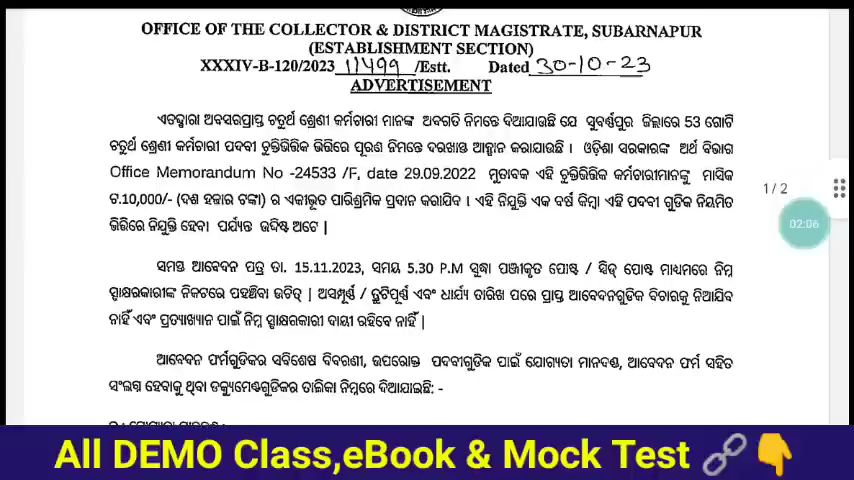 OFFICE OF THE COLLECTOR & DISTRICT MAGISTRATE, SUBARNAPUR
(ESTABLISHMENT SECTION)
XXXIV-B-120/2023 11499 /Estt. Dated 30-10-23
ADVERTISEMENT
ଏତଦ୍ଦ୍ୱାରା ଅବସରପ୍ରାପ୍ତ ଚତୁର୍ଥ ଶ୍ରେଣୀ କର୍ମଚାରୀ ମାନଙ୍କ ଅବଗତି ନିମନ୍ତେ ଦିଆଯାଉଛି ଯେ ସୁବର୍ଣ୍ଣପୁର ଜିଲ୍ଲାରେ 53 ଗୋଟି
ଚତୁର୍ଥ ଶ୍ରେଣୀ କର୍ମଚାରୀ ପଦବୀ ଚୁକ୍ତିଭିତ୍ତିକ ଭିତ୍ତିରେ ପୂରଣ ନିମନ୍ତେ ଦରଖାସ୍ତ ଆହ୍ୱାନ କରାଯାଉଛି । ଓଡ଼ିଶା ସରକାରଙ୍କ ଅର୍ଥ ବିଭାଗ
Office Memorandum No -24533 /F, date 29.09.2022 ମୁତାବକ ଏହି ଚୁକ୍ତିଭିତ୍ତିକ କର୍ମଚାରୀମାନଙ୍କୁ ମାସିକ
ଟ.10,000/- (ଦଶ ହଜାର ଟଙ୍କା) ର ଏକୀଭୂତ ପାରିଶ୍ରମିକ ପ୍ରଦାନ କରାଯିବ । ଏହି ନିଯୁକ୍ତି ଏକ ବର୍ଷ କିମ୍ବା ଏହି ପଦବୀ ଗୁଡିକ ନିୟମିତ
ଭିତିରେ ନିଯୁକ୍ତି ହେବା ପର୍ଯ୍ୟନ୍ତ ଉଦ୍ଦିଷ୍ଟ ଅଟେ |
1/2
02:06
ସମସ୍ତ ଆବେଦନ ପତ୍ର ତା. 15.11.2023, ସମୟ 5.30 P.M ସୁଦ୍ଧା ପଞ୍ଜୀକୃତ ପୋଷ୍ଟ / ସ୍ପିଡ୍ ପୋଷ୍ଟ ମାଧ୍ୟମରେ ନିମ୍ନ
ସ୍ବାକ୍ଷରକାରୀଙ୍କ ନିକଟରେ ପହଞ୍ଚିବା ଉଚିତ୍ | ଅସମ୍ପୂର୍ଣ୍ଣ / ତ୍ରୁଟିପୂର୍ଣ୍ଣ ଏବଂ ଧାର୍ଯ୍ୟ ତାରିଖ ପରେ ପ୍ରାପ୍ତ ଆବେଦନଗୁଡିକ ବିଚାରକୁ ନିଆଯିବ
ନାହିଁ ଏବଂ ପ୍ରତ୍ୟାଖ୍ୟାନ ପାଇଁ ନିମ୍ନ ସ୍ବାକ୍ଷରକାରୀ ଦାୟୀ ରହିବେ ନାହିଁ |
ଆବେଦନ ଫର୍ମଗୁଡିକର ସବିଶେଷ ବିବରଣୀ, ଉପରୋକ୍ତ ପଦବୀଗୁଡିକ ପାଇଁ ଯୋଗ୍ୟତା ମାନଦଣ୍ଡ, ଆବେଦନ ଫର୍ମ ସହିତ
ସଂଲଗ୍ନ ହେବାକୁ ଥିବା ଡକ୍ୟୁମେଣ୍ଟଗୁଡିକର ତାଲିକା ନିମ୍ନରେ ଦିଆଯାଇଛି: -
All DEMO Class,eBook & Mock Test